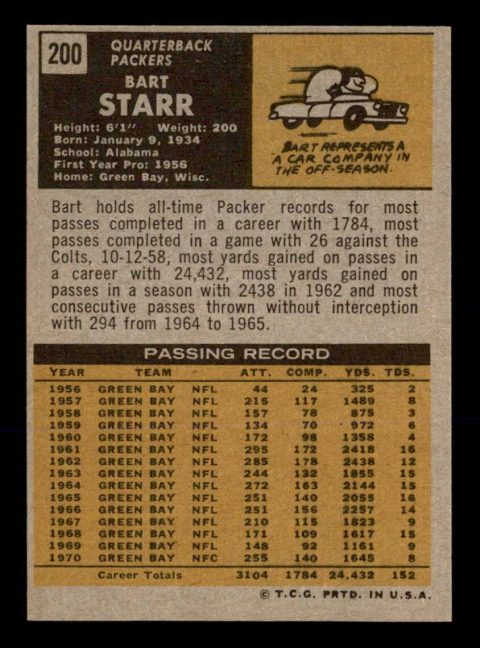 200
QUARTERBACK
PACKERS
BART
STARR
Height: 6'1" Weight: 200
Born: January 9, 1934
School: Alabama
First Year Pro: 1956
Home: Green Bay, Wisc.
BART REPRESENTS A
A CAR COMPANY IN
THE OFF-SEASON.
Bart holds all-time Packer records for most
passes completed in a career with 1784, most
passes completed in a game with 26 against the
Colts, 10-12-58, most yards gained on passes in
a career with 24,432, most yards gained on
passes in a season with 2438 in 1962 and most
consecutive passes thrown without interception
with 294 from 1964 to 1965.
PASSING RECORD
YEAR TEAM ATT. COMP. YDS. TDS.
1956 GREEN BAY NFL 44 24 325 2
1957 GREEN BAY NFL 215 117 1489 8
1958 GREEN BAY NFL 157 78 875 3
1959 GREEN BAY NFL 134 70 972 6
1960 GREEN BAY NFL 172 98 1358 4
1961 GREEN BAY NFL 295 172 2418 16
1962 GREEN BAY NFL 285 178 2438 12
1963 GREEN BAY NFL 244 132 1855 15
1964 GREEN BAY NFL 272 163 2144 15
1965 GREEN BAY NFL 251 140 2055 16
1966 GREEN BAY NFL 251 156 2257 14
1967 GREEN BAY NFL 210 115 1823 9
1968 GREEN BAY NFL 171 109 1617 15
1969 GREEN BAY NFL 148 92 1161 9
1970 GREEN BAY NFC 255 140 1645 8
Career Totals 3104 1784 24,432 152
© T.C.G. PRTD. IN U.S.A.